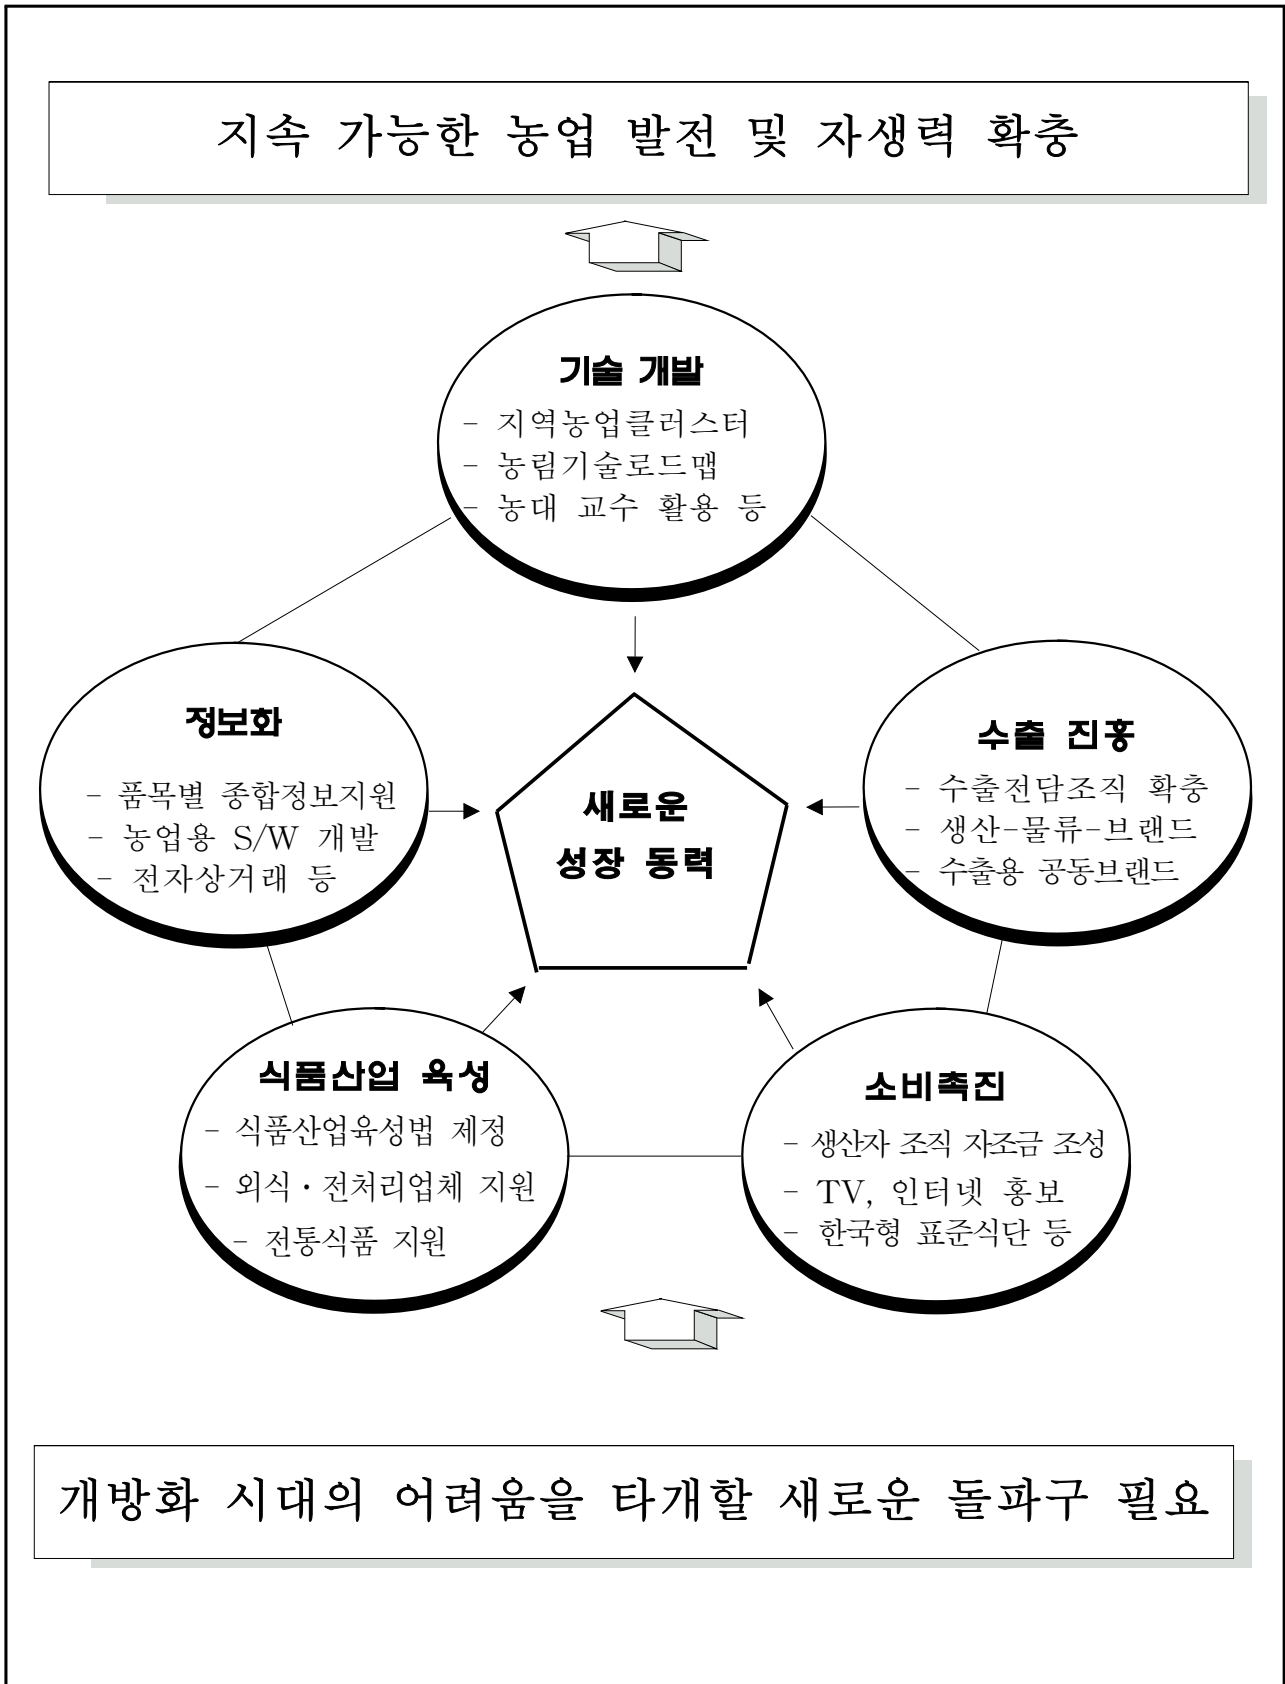 지속 가능한 농업 발전 및 자생력 확충
기술 개발
- 지역농업클러스터
- 농림기술로드맵
- 농대 교수 활용 등
정보화
- 품목별 종합정보지원
- 농업용 S/W 개발
- 전자상거래 등
새로운
성장 동력
수출 진흥
- 수출전담조직 확충
- 생산-물류-브랜드
- 수출용 공동브랜드
식품산업 육성
- 식품산업육성법 제정
- 외식·전처리업체 지원
- 전통식품 지원
소비촉진
- 생산자 조직 자조금 조성
- TV, 인터넷 홍보
- 한국형 표준식단 등
개방화 시대의 어려움을 타개할 새로운 돌파구 필요